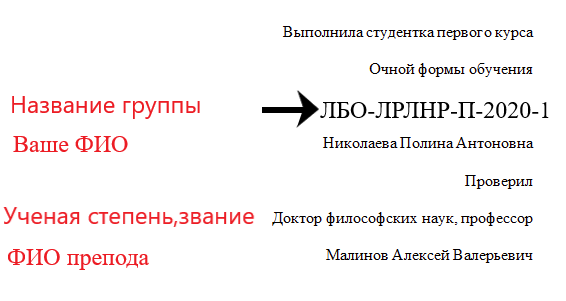 Выполнила студентка первого курса
Очной формы обучения
Название группы
ЛБО-ЛРЛНР-П-2020-1
Ваше ФИО
Николаева Полина Антоновна
Проверил
Ученая степень,звание
Доктор философских наук, профессор
ФИО препода
Малинов Алексей Валерьевич